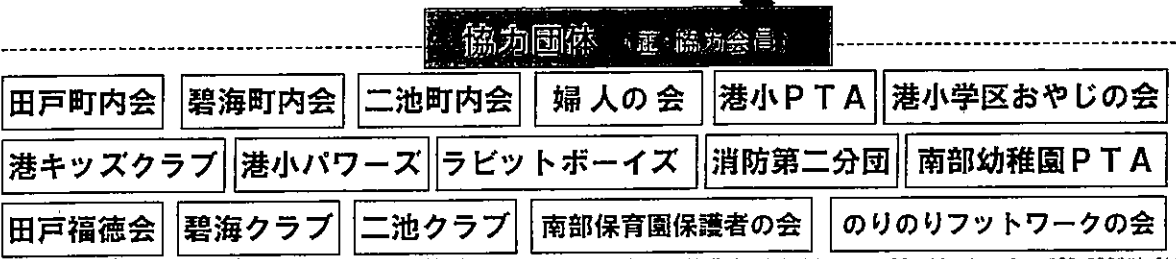 協力団体 (正・協力会員)
田戸町内会 碧海町内会 二池町内会 婦人の会 港小PTA 港小学区おやじの会
港キッズクラブ 港小パワーズ ラビットボーイズ 消防第二分団 南部幼稚園PTA
田戸福徳会 碧海クラブ 二池クラブ 南部保育園保護者の会 のりのりフットワークの会